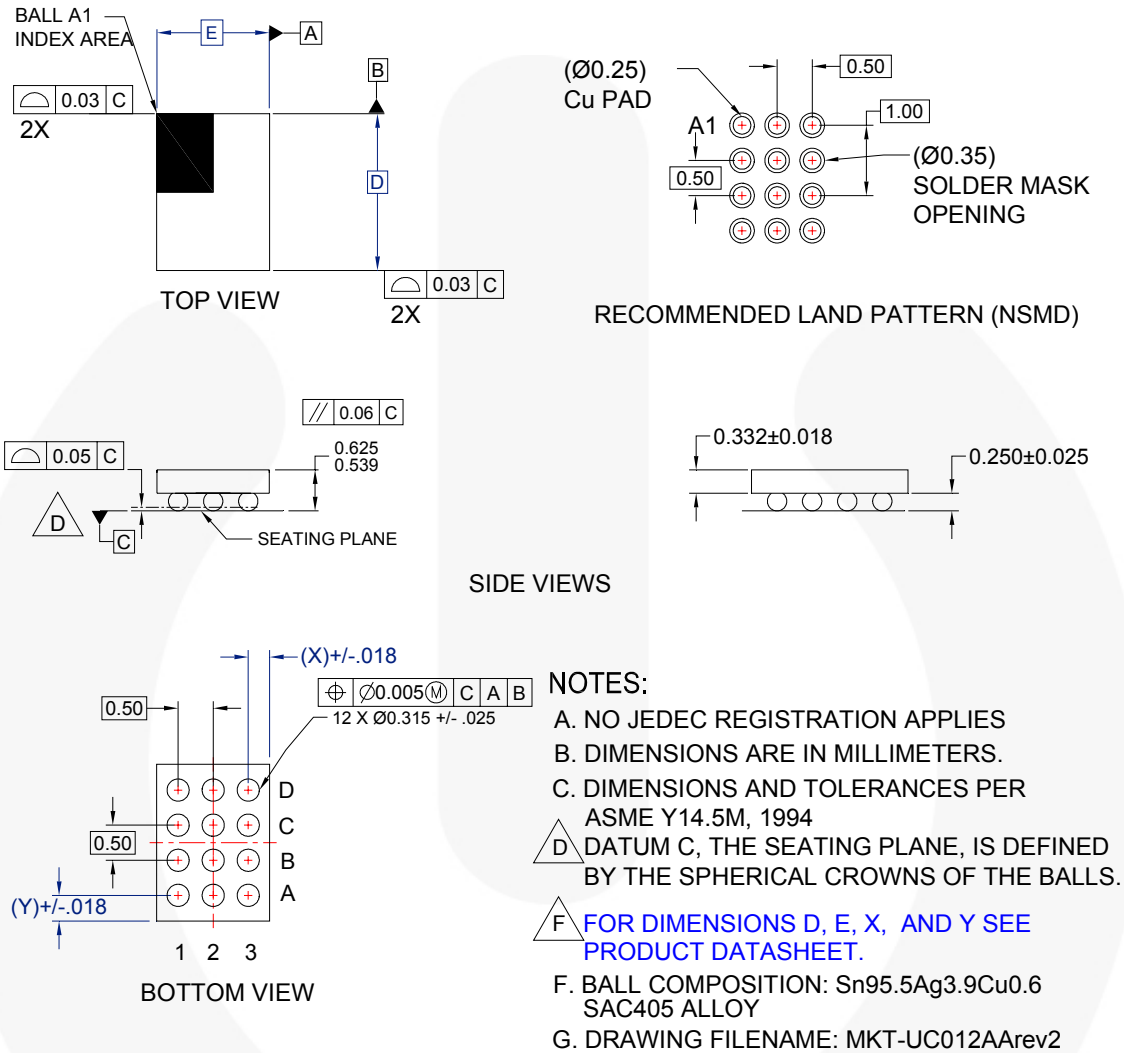 BALL A1
INDEX AREA
E
A
B
0.03 C
2X
D
0.03 C
2X
TOP VIEW
(Ø0.25)
Cu PAD
0.50
1.00
A1
0.50
(Ø0.35)
SOLDER MASK
OPENING
RECOMMENDED LAND PATTERN (NSMD)
// 0.06 C
0.05 C
0.625
0.539
D
C
SEATING PLANE
0.332±0.018
0.250±0.025
SIDE VIEWS
(X)+/-.018
0.50
⌖ Ø0.005Ⓜ C A B
12 X Ø0.315 +/- .025
D
C
0.50
B
A
(Y)+/-.018
1 2 3
BOTTOM VIEW
NOTES:
A. NO JEDEC REGISTRATION APPLIES
B. DIMENSIONS ARE IN MILLIMETERS.
C. DIMENSIONS AND TOLERANCES PER
ASME Y14.5M, 1994
D DATUM C, THE SEATING PLANE, IS DEFINED
BY THE SPHERICAL CROWNS OF THE BALLS.
F FOR DIMENSIONS D, E, X, AND Y SEE
PRODUCT DATASHEET.
F. BALL COMPOSITION: Sn95.5Ag3.9Cu0.6
SAC405 ALLOY
G. DRAWING FILENAME: MKT-UC012AArev2